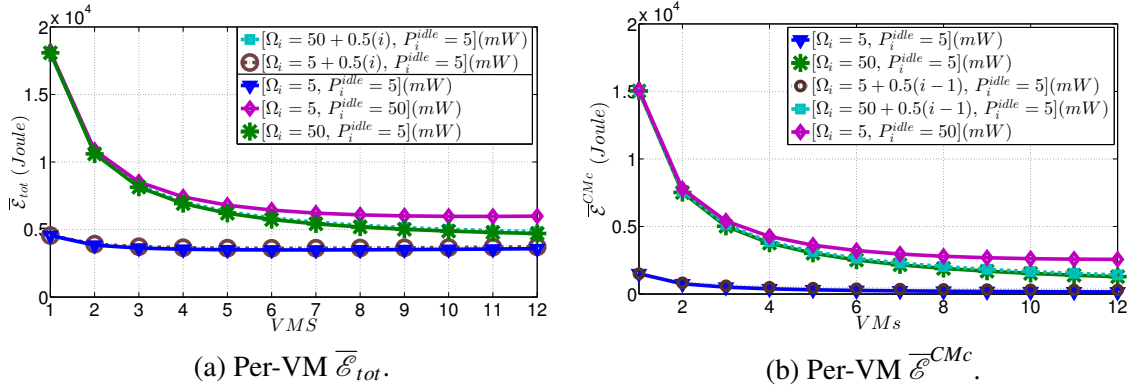 2 x 10⁴
1.5
1
0.5
0
1 2 3 4 5 6 7 8 9 10 11 12
VMS
Ē_tot (Joule)
[Ω_i = 50 + 0.5(i), P_i^idle = 5](mW)
[Ω_i = 5 + 0.5(i), P_i^idle = 5](mW)
[Ω_i = 5, P_i^idle = 5](mW)
[Ω_i = 5, P_i^idle = 50](mW)
[Ω_i = 50, P_i^idle = 5](mW)
(a) Per-VM Ē_tot.
2 x 10⁴
1.5
1
0.5
0
2 4 6 8 10 12
VMs
Ē^CMc (Joule)
[Ω_i = 5, P_i^idle = 5](mW)
[Ω_i = 50, P_i^idle = 5](mW)
[Ω_i = 5 + 0.5(i − 1), P_i^idle = 5](mW)
[Ω_i = 50 + 0.5(i − 1), P_i^idle = 5](mW)
[Ω_i = 5, P_i^idle = 50](mW)
(b) Per-VM Ē^CMc.